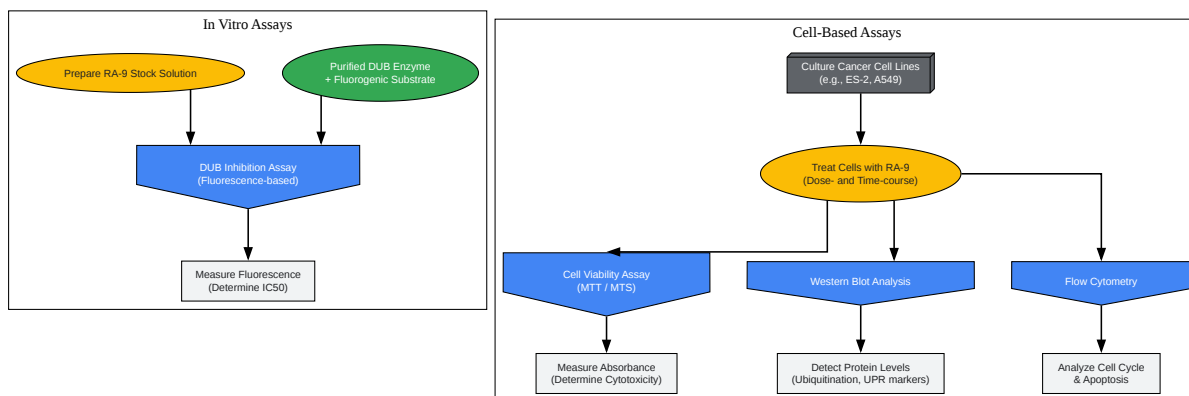 In Vitro Assays
Prepare RA-9 Stock Solution
Purified DUB Enzyme
+ Fluorogenic Substrate
DUB Inhibition Assay
(Fluorescence-based)
Measure Fluorescence
(Determine IC50)
Cell-Based Assays
Culture Cancer Cell Lines
(e.g., ES-2, A549)
Treat Cells with RA-9
(Dose- and Time-course)
Cell Viability Assay
(MTT / MTS)
Western Blot Analysis
Flow Cytometry
Measure Absorbance
(Determine Cytotoxicity)
Detect Protein Levels
(Ubiquitination, UPR markers)
Analyze Cell Cycle
& Apoptosis